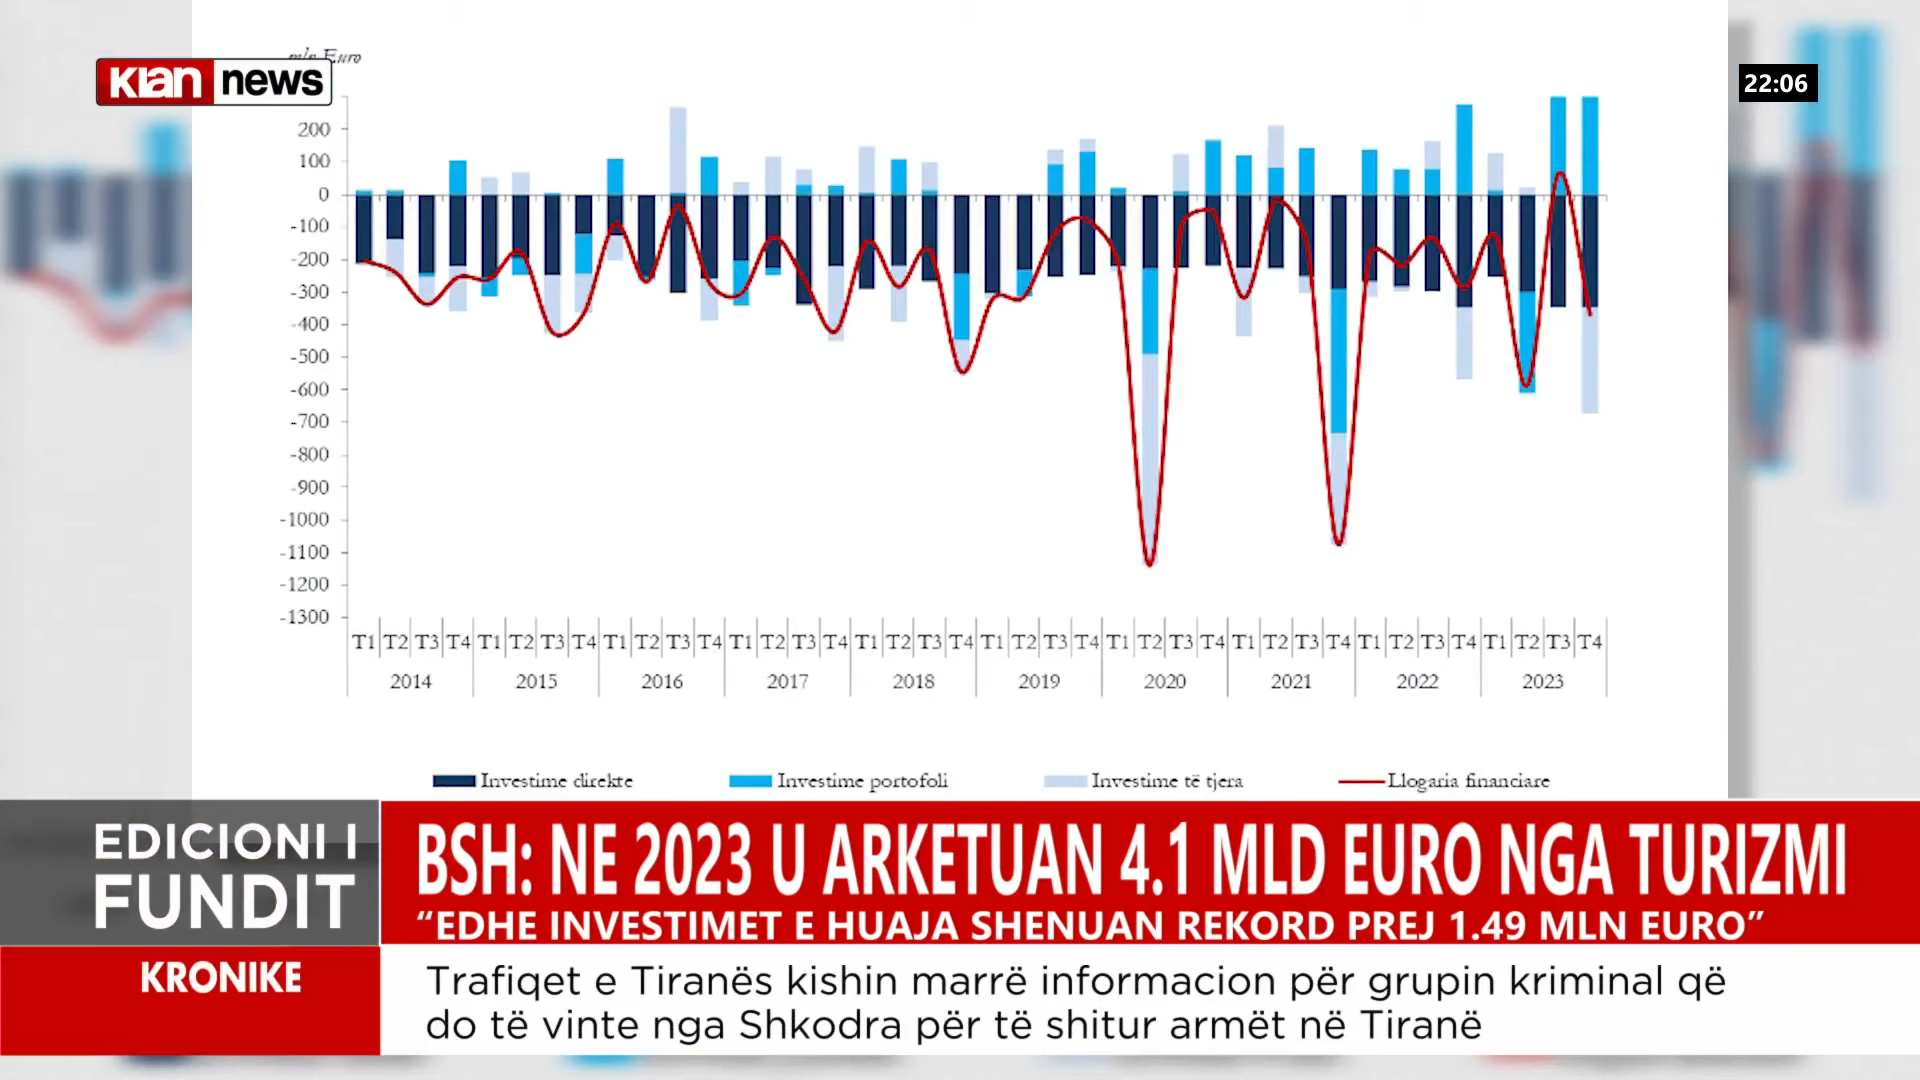 mln Euro
klan news
22:06
200
100
0
-100
-200
-300
-400
-500
-600
-700
-800
-900
-1000
-1100
-1200
-1300
T1 T2 T3 T4 T1 T2 T3 T4 T1 T2 T3 T4 T1 T2 T3 T4 T1 T2 T3 T4 T1 T2 T3 T4 T1 T2 T3 T4 T1 T2 T3 T4 T1 T2 T3 T4 T1 T2 T3 T4
2014 2015 2016 2017 2018 2019 2020 2021 2022 2023
Investime direkte Investime portofoli Investime të tjera Llogaria financiare
EDICIONI I
FUNDIT
BSH: NE 2023 U ARKETUAN 4.1 MLD EURO NGA TURIZMI
“EDHE INVESTIMET E HUAJA SHENUAN REKORD PREJ 1.49 MLN EURO”
KRONIKE
Trafiqet e Tiranës kishin marrë informacion për grupin kriminal që
do të vinte nga Shkodra për të shitur armët në Tiranë